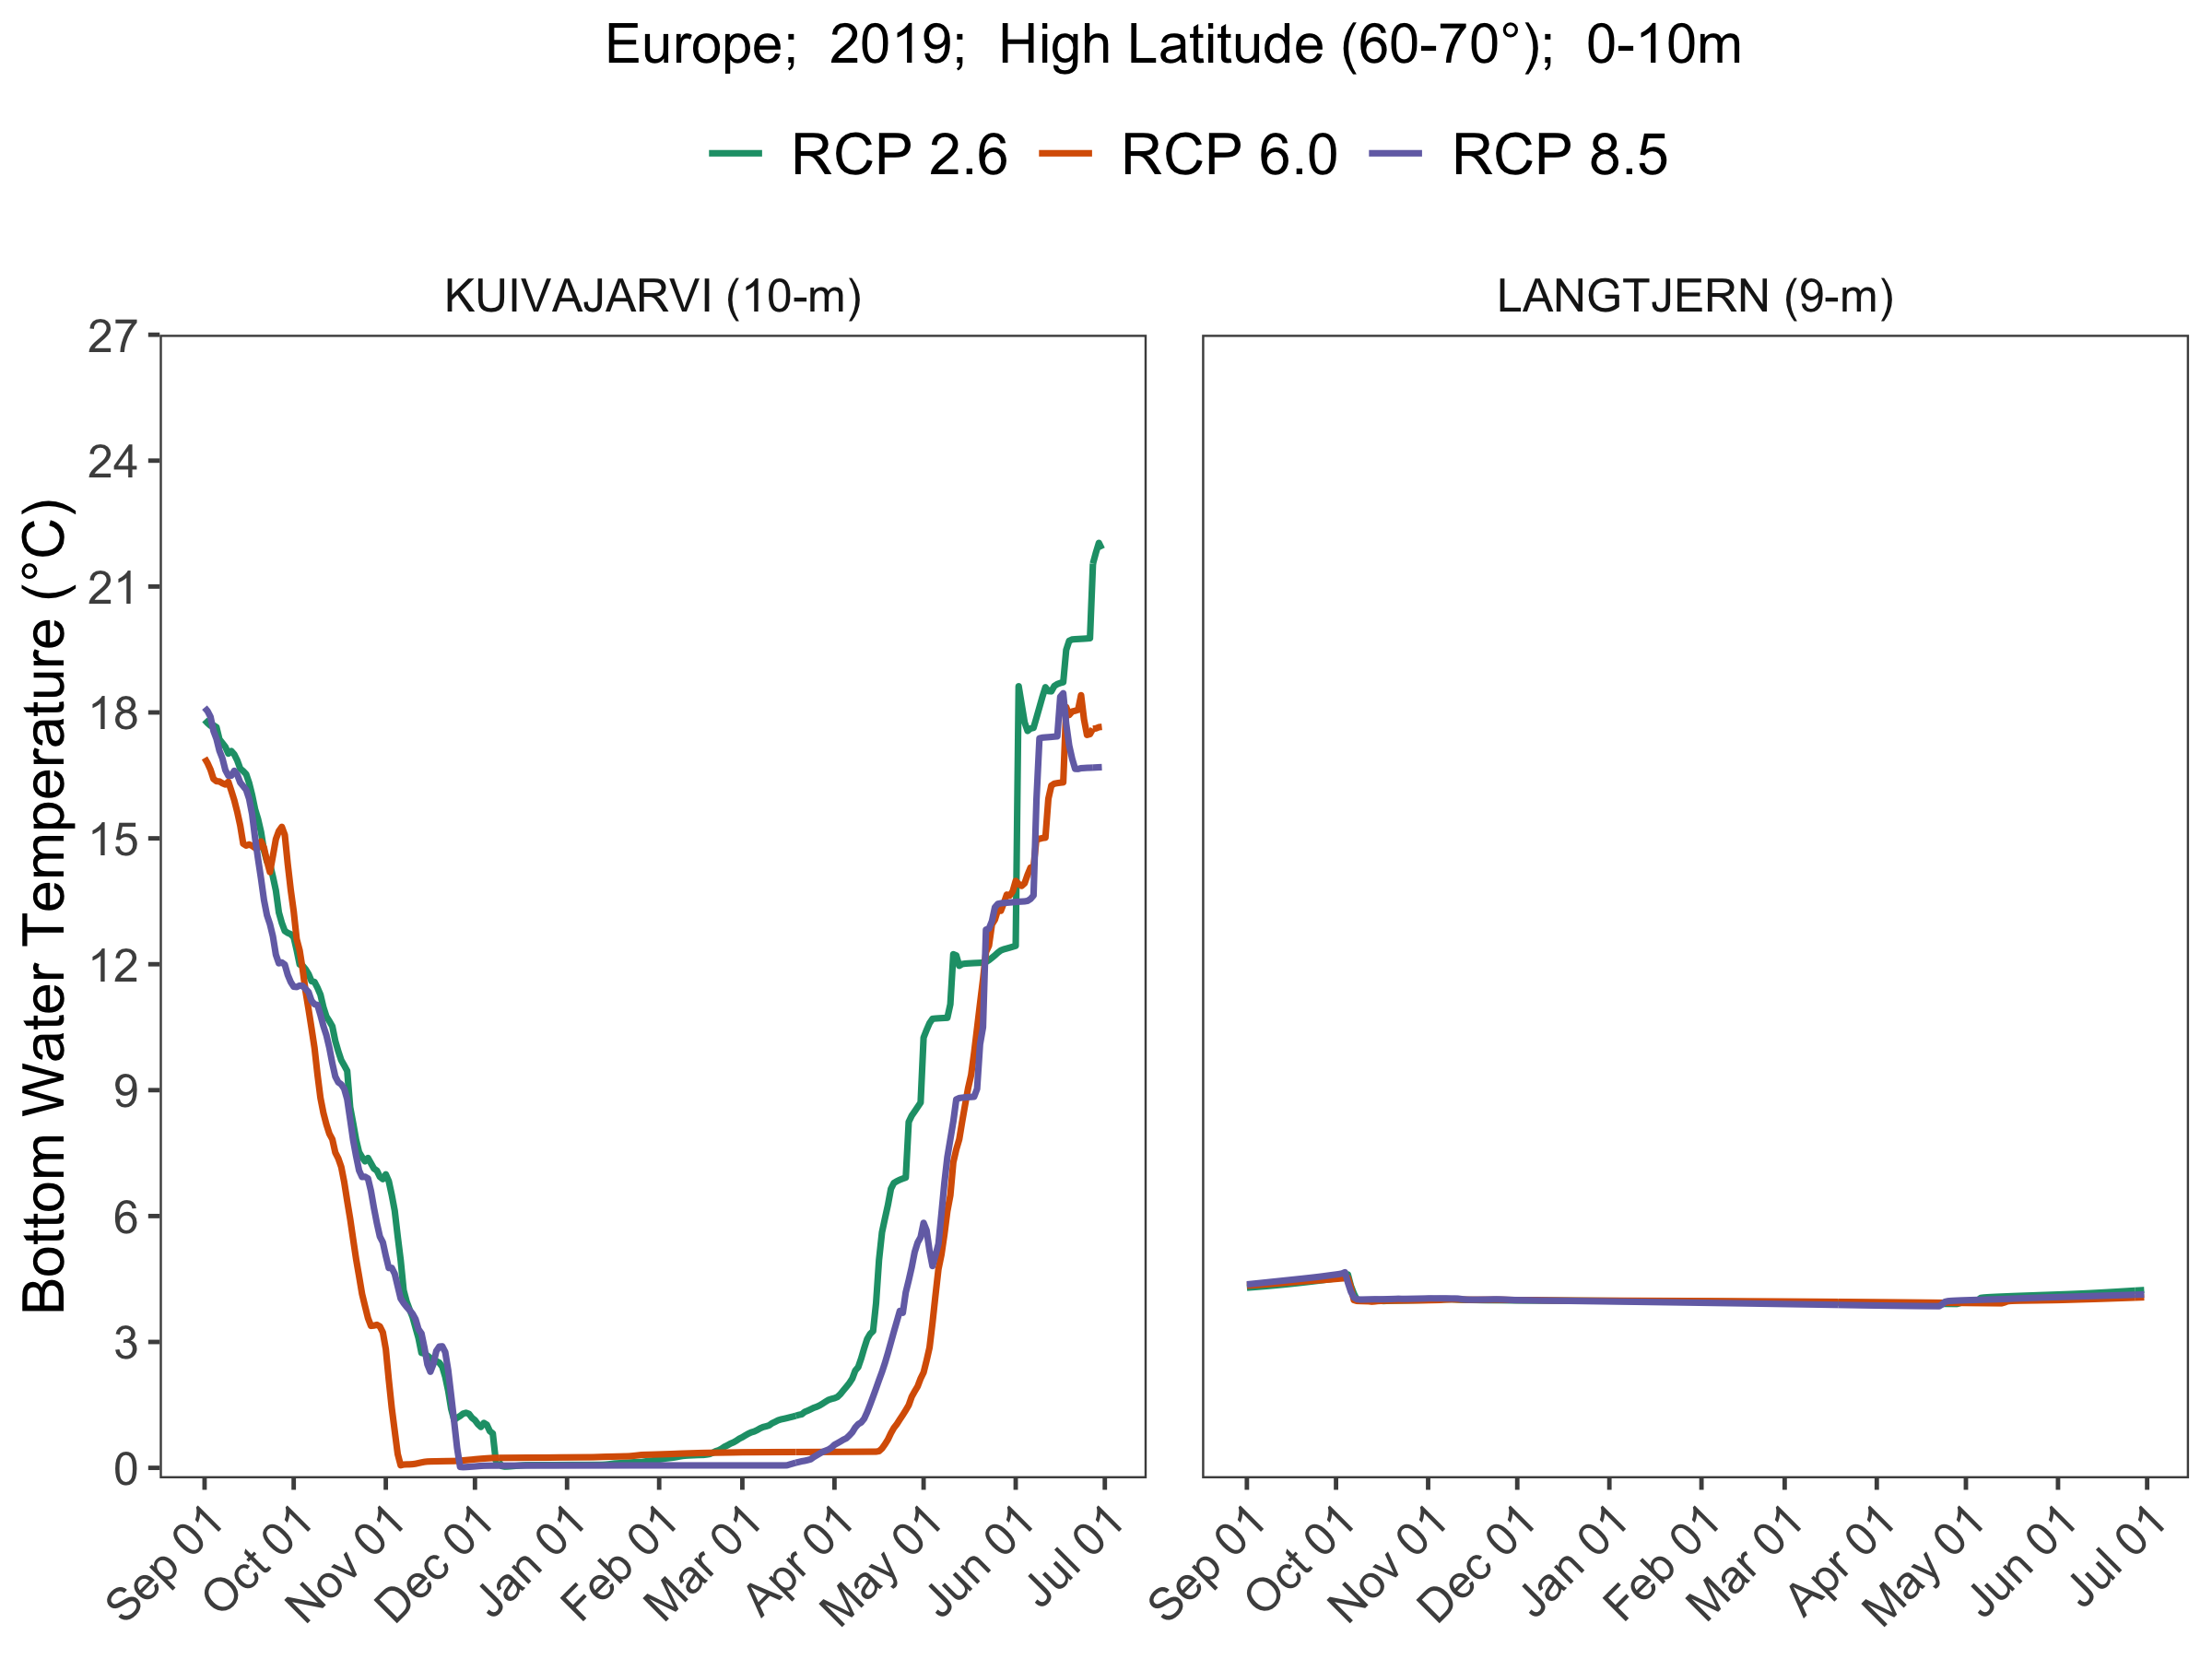 Europe;  2019;  High Latitude (60-70°);  0-10m
RCP 2.6 RCP 6.0 RCP 8.5
KUIVAJARVI (10-m)
LANGTJERN (9-m)
Bottom Water Temperature (°C)
27
24
21
18
15
12
9
6
3
0
Sep 01 Oct 01 Nov 01 Dec 01 Jan 01 Feb 01 Mar 01 Apr 01 May 01 Jun 01 Jul 01
Sep 01 Oct 01 Nov 01 Dec 01 Jan 01 Feb 01 Mar 01 Apr 01 May 01 Jun 01 Jul 01